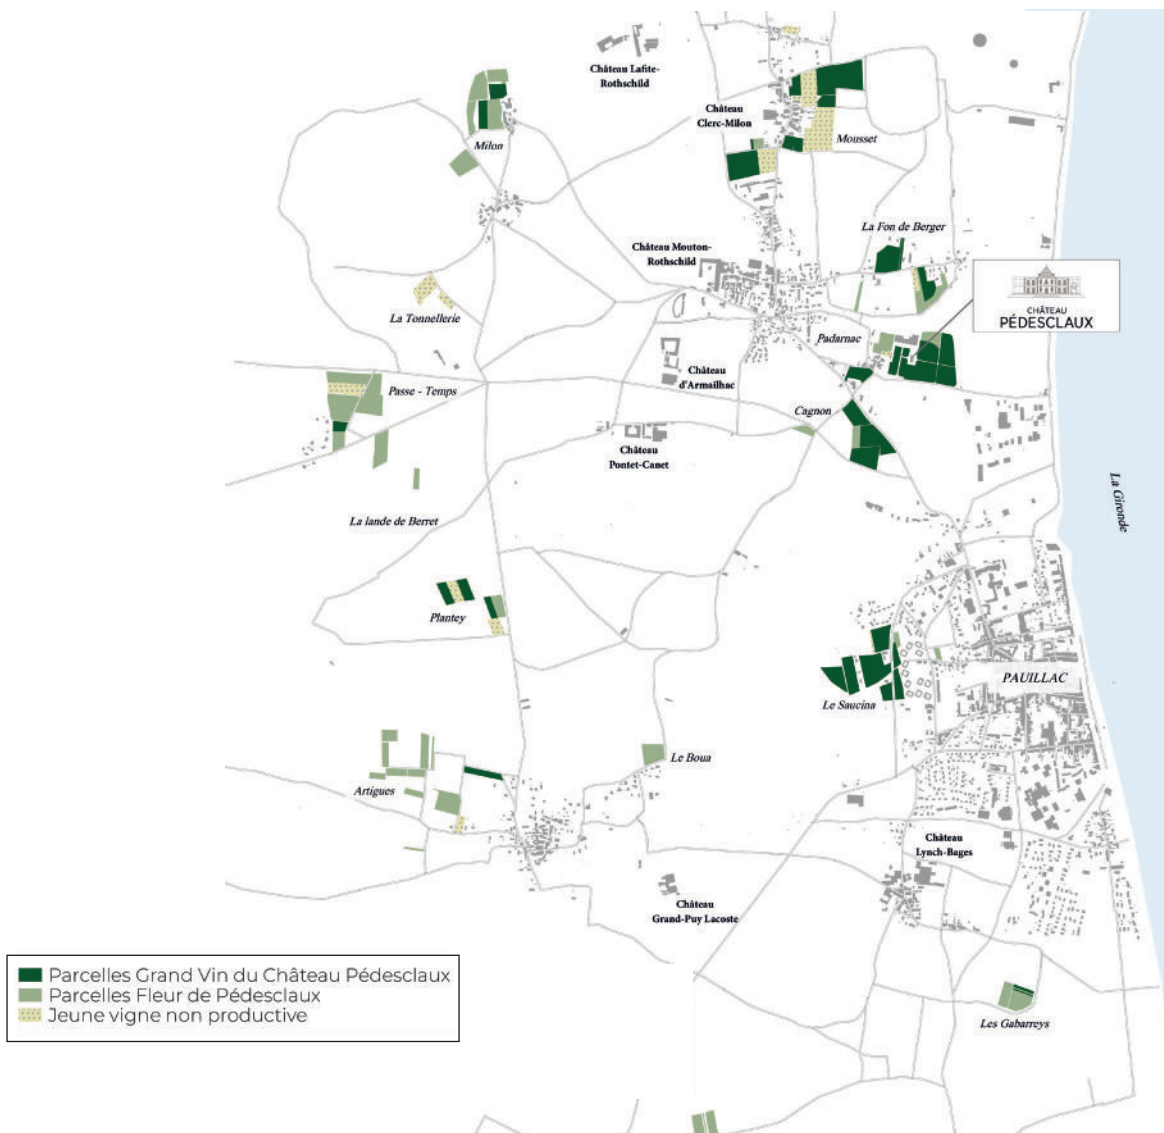 Château Lafite-
Rothschild
Château
Clerc-Milon
Mousset
Milon
La Fon de Berger
Château Mouton-
Rothschild
CHÂTEAU
PÉDESCLAUX
La Tonnellerie
Padarnac
Château
d'Armailhac
Passe - Temps
Cagnon
Château
Pontet-Canet
La Gironde
La lande de Berret
Plantey
PAUILLAC
Le Saucina
Le Boua
Artigues
Château
Lynch-Bages
Château
Grand-Puy Lacoste
Parcelles Grand Vin du Château Pédesclaux
Parcelles Fleur de Pédesclaux
Jeune vigne non productive
Les Gabarreys